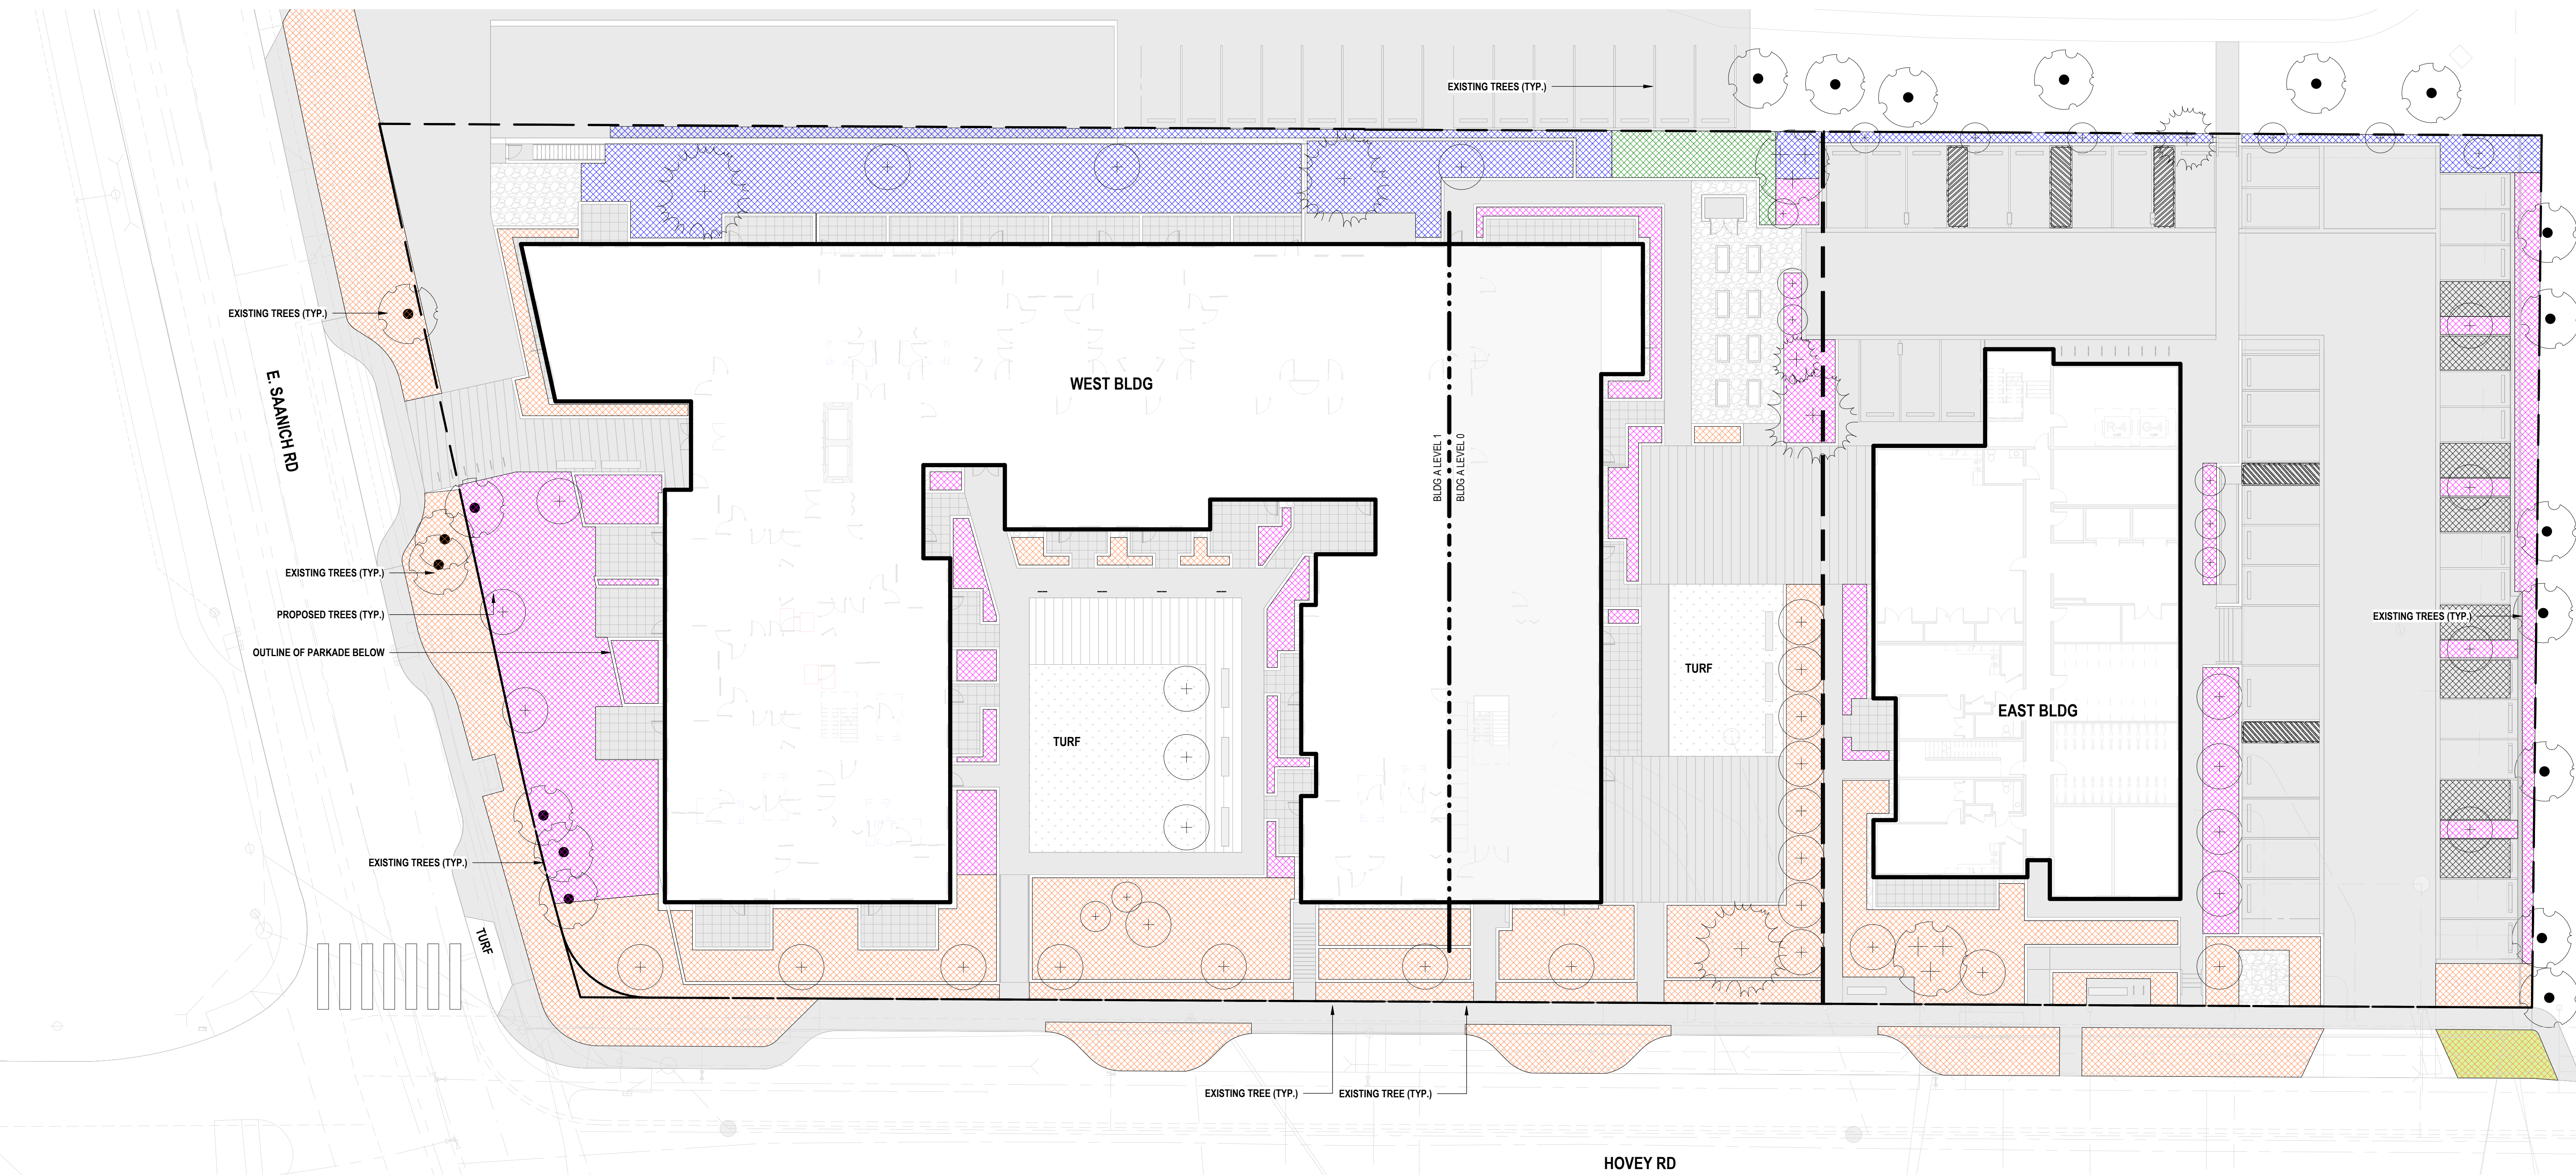 EXISTING TREES (TYP.)
EXISTING TREES (TYP.)
E. SAANICH RD
WEST BLDG
BLDG A LEVEL 1
BLDG A LEVEL 0
EXISTING TREES (TYP.)
PROPOSED TREES (TYP.)
EXISTING TREES (TYP.)
OUTLINE OF PARKADE BELOW
TURF
EAST BLDG
TURF
EXISTING TREES (TYP.)
TURF
EXISTING TREE (TYP.)
EXISTING TREE (TYP.)
HOVEY RD